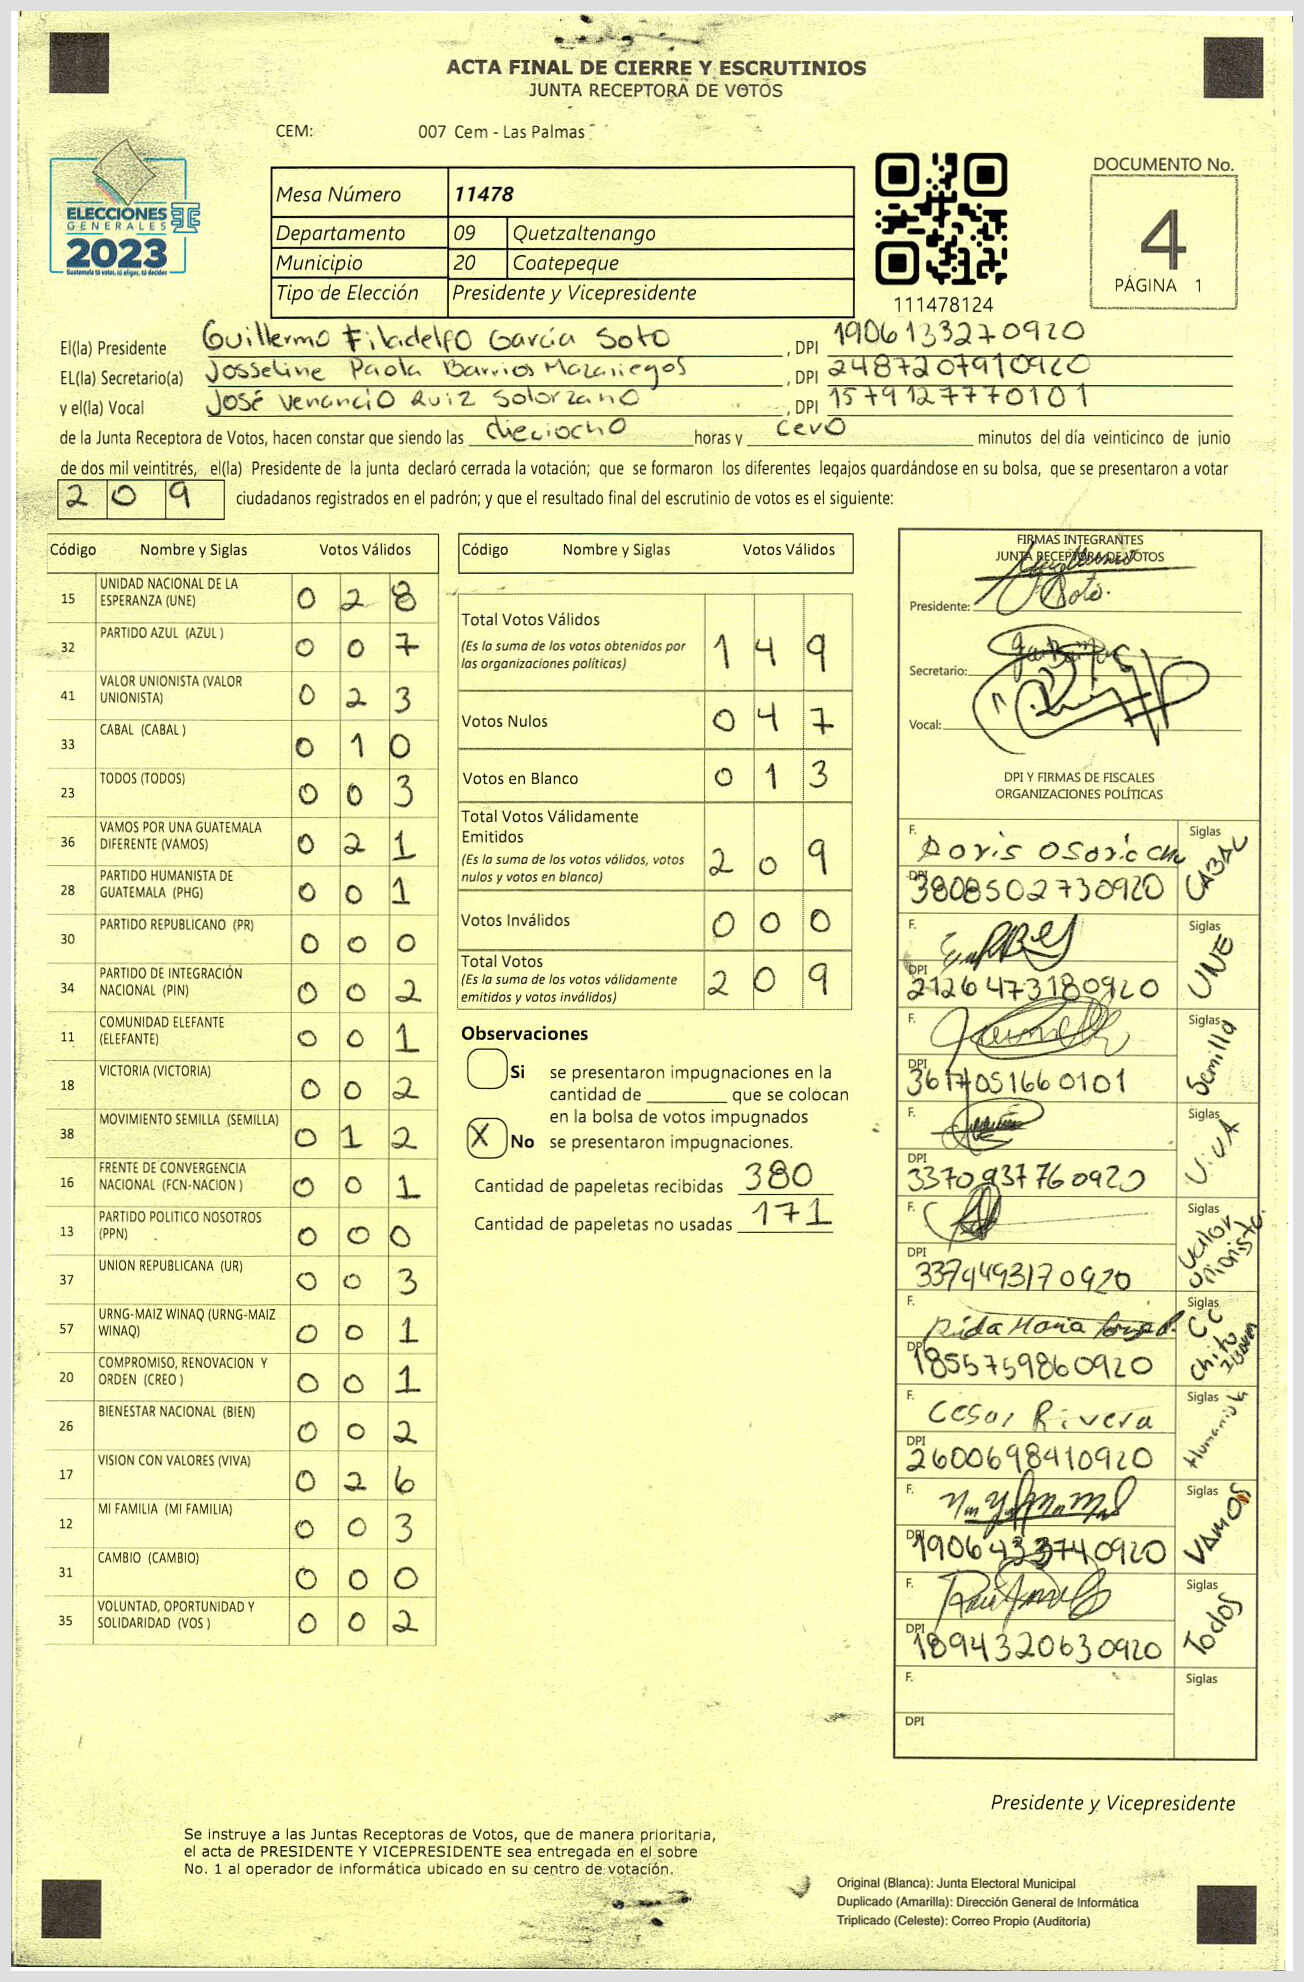 ACTA FINAL DE CIERRE Y ESCRUTINIOS
JUNTA RECEPTORA DE VOTOS
CEM: 007 Cem - Las Palmas
ELECCIONES
GENERALES
2023
Guatemala tú votas, tú eliges, tú decides
Mesa Número 11478
Departamento 09 Quetzaltenango
Municipio 20 Coatepeque
Tipo de Elección Presidente y Vicepresidente
111478124
DOCUMENTO No.
4
PÁGINA 1
El(la) Presidente Guillermo Filadelfo García Soto, DPI 1906133270920
EL(la) Secretario(a) Josseline Paola Barrios Mazariegos, DPI 2487207910920
y el(la) Vocal José Venancio Ruiz Solorzano, DPI 1579127770101
de la Junta Receptora de Votos, hacen constar que siendo las dieciocho horas y cero minutos del día veinticinco de junio
de dos mil veintitrés, el(la) Presidente de la junta declaró cerrada la votación; que se formaron los diferentes legajos quardándose en su bolsa, que se presentaron a votar
209 ciudadanos registrados en el padrón; y que el resultado final del escrutinio de votos es el siguiente:
Código Nombre y Siglas Votos Válidos
15 UNIDAD NACIONAL DE LA ESPERANZA (UNE) 0 2 8
32 PARTIDO AZUL (AZUL ) 0 0 7
41 VALOR UNIONISTA (VALOR UNIONISTA) 0 2 3
33 CABAL (CABAL ) 0 1 0
23 TODOS (TODOS) 0 0 3
36 VAMOS POR UNA GUATEMALA DIFERENTE (VAMOS) 0 2 1
28 PARTIDO HUMANISTA DE GUATEMALA (PHG) 0 0 1
30 PARTIDO REPUBLICANO (PR) 0 0 0
34 PARTIDO DE INTEGRACIÓN NACIONAL (PIN) 0 0 2
11 COMUNIDAD ELEFANTE (ELEFANTE) 0 0 1
18 VICTORIA (VICTORIA) 0 0 2
38 MOVIMIENTO SEMILLA (SEMILLA) 0 1 2
16 FRENTE DE CONVERGENCIA NACIONAL (FCN-NACION ) 0 0 1
13 PARTIDO POLITICO NOSOTROS (PPN) 0 0 0
37 UNION REPUBLICANA (UR) 0 0 3
57 URNG-MAIZ WINAQ (URNG-MAIZ WINAQ) 0 0 1
20 COMPROMISO, RENOVACION Y ORDEN (CREO ) 0 0 1
26 BIENESTAR NACIONAL (BIEN) 0 0 2
17 VISION CON VALORES (VIVA) 0 2 6
12 MI FAMILIA (MI FAMILIA) 0 0 3
31 CAMBIO (CAMBIO) 0 0 0
35 VOLUNTAD, OPORTUNIDAD Y SOLIDARIDAD (VOS ) 0 0 2
Código Nombre y Siglas Votos Válidos
Total Votos Válidos
(Es la suma de los votos obtenidos por las organizaciones políticas) 1 4 9
Votos Nulos 0 4 7
Votos en Blanco 0 1 3
Total Votos Válidamente Emitidos
(Es la suma de los votos válidos, votos nulos y votos en blanco) 2 0 9
Votos Inválidos 0 0 0
Total Votos
(Es la suma de los votos válidamente emitidos y votos inválidos) 2 0 9
Observaciones
Si se presentaron impugnaciones en la
cantidad de ________ que se colocan
en la bolsa de votos impugnados
X No se presentaron impugnaciones.
Cantidad de papeletas recibidas 380
Cantidad de papeletas no usadas 171
FIRMAS INTEGRANTES
JUNTA RECEPTORA DE VOTOS
Presidente: Soto.
Secretario:
Vocal:
DPI Y FIRMAS DE FISCALES
ORGANIZACIONES POLÍTICAS
F. Doris Osorio Siglas CABAL
DPI 3808502730920
F. Siglas UNE
DPI 2126473180920
F. Siglas Semilla
DPI 3617051660101
F. Siglas ViVA
DPI 3370937760920
F. Siglas Valor Unionista.
DPI 3379493170920
F. Siglas CC Chito
DPI 1855759860920
F. Cesar Rivera Siglas Humanista
DPI 2600698410920
F. Siglas VAMOS
DPI 1906433740920
F. Siglas Todos
DPI 1894320630920
F. Siglas
DPI
Presidente y Vicepresidente
Se instruye a las Juntas Receptoras de Votos, que de manera prioritaria,
el acta de PRESIDENTE Y VICEPRESIDENTE sea entregada en el sobre
No. 1 al operador de informática ubicado en su centro de votación.
Original (Blanca): Junta Electoral Municipal
Duplicado (Amarilla): Dirección General de Informática
Triplicado (Celeste): Correo Propio (Auditoría)